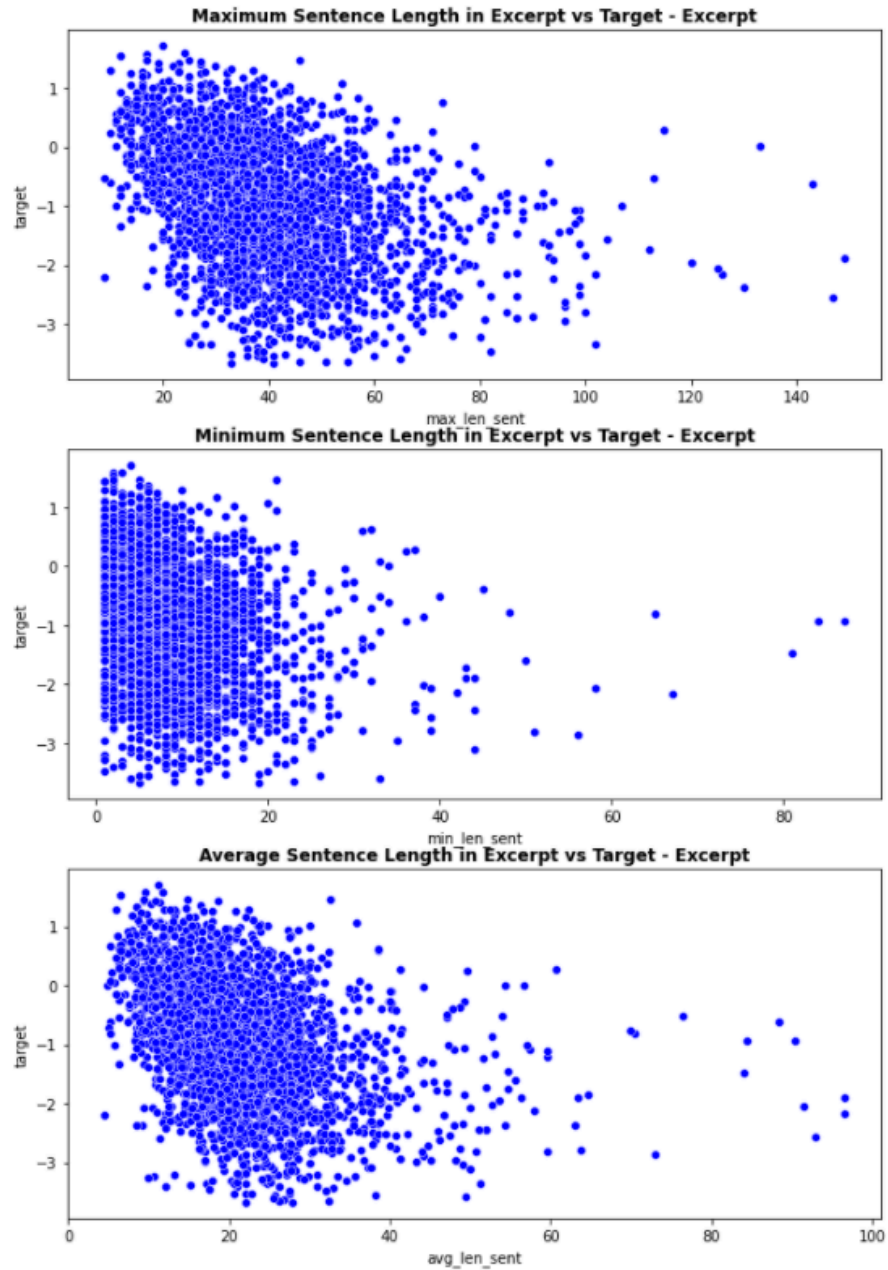 Maximum Sentence Length in Excerpt vs Target - Excerpt
1
0
−1
−2
−3
target
20 40 60 80 100 120 140
max_len_sent
Minimum Sentence Length in Excerpt vs Target - Excerpt
1
0
−1
−2
−3
target
0 20 40 60 80
min_len_sent
Average Sentence Length in Excerpt vs Target - Excerpt
1
0
−1
−2
−3
target
0 20 40 60 80 100
avg_len_sent